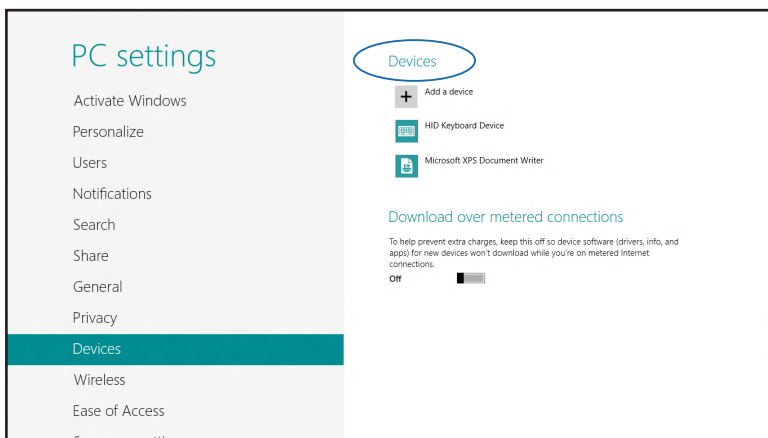 PC settings
Activate Windows
Personalize
Users
Notifications
Search
Share
General
Privacy
Devices
Wireless
Ease of Access
Devices
Add a device
HID Keyboard Device
Microsoft XPS Document Writer
Download over metered connections
To help prevent extra charges, keep this off so device software (drivers, info, and
apps) for new devices won't download while you're on metered Internet
connections.
Off